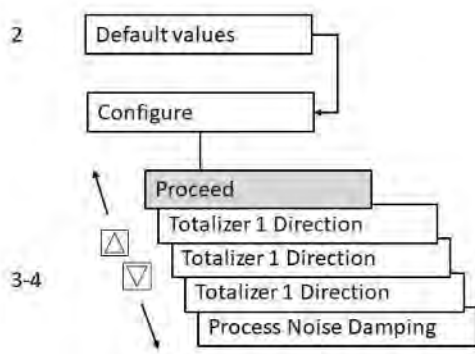 2
Default values
Configure
Proceed
Totalizer 1 Direction
Totalizer 1 Direction
3-4
Totalizer 1 Direction
Process Noise Damping